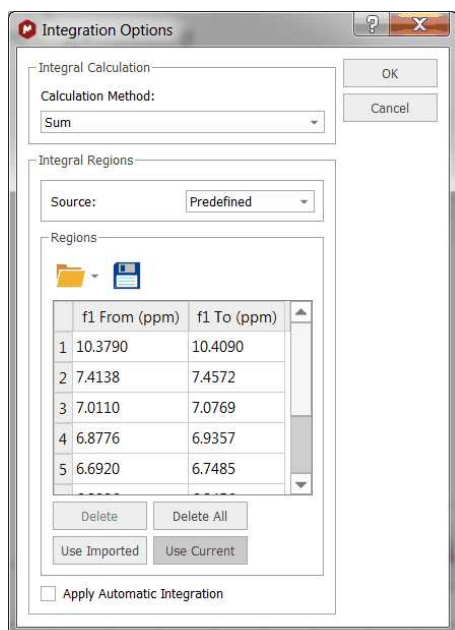 Integration Options
?
X
Integral Calculation
OK
Calculation Method:
Cancel
Sum
Integral Regions
Source:
Predefined
Regions
f1 From (ppm) f1 To (ppm)
1 10.3790 10.4090
2 7.4138 7.4572
3 7.0110 7.0769
4 6.8776 6.9357
5 6.6920 6.7485
Delete
Delete All
Use Imported
Use Current
Apply Automatic Integration